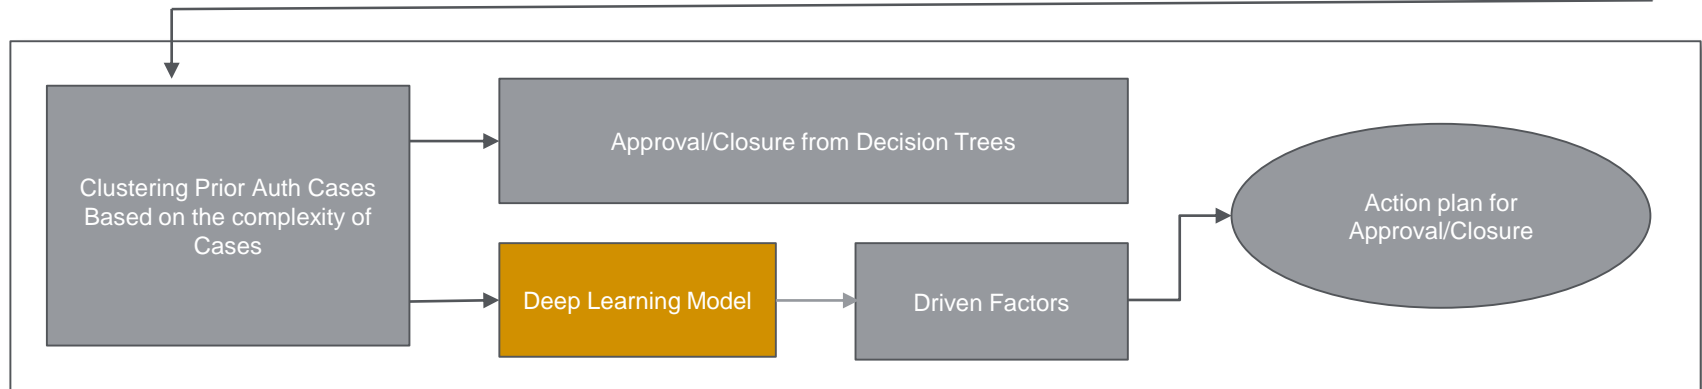 Clustering Prior Auth Cases
Based on the complexity of
Cases
Approval/Closure from Decision Trees
Deep Learning Model
Driven Factors
Action plan for
Approval/Closure